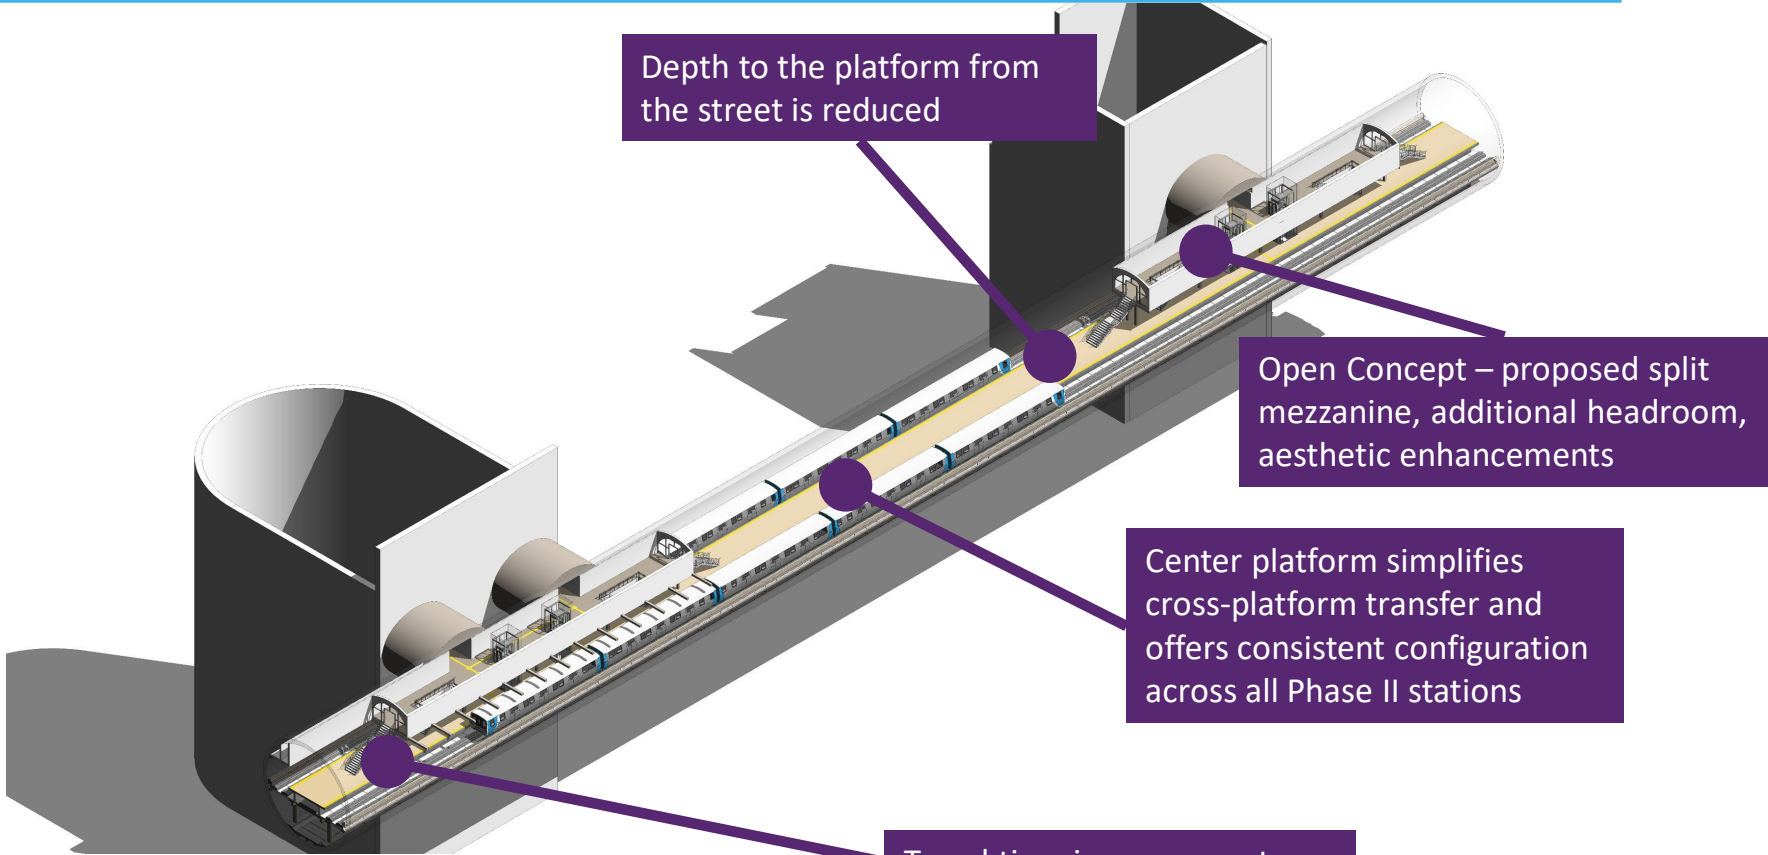 Depth to the platform from
the street is reduced
Open Concept – proposed split
mezzanine, additional headroom,
aesthetic enhancements
Center platform simplifies
cross-platform transfer and
offers consistent configuration
across all Phase II stations